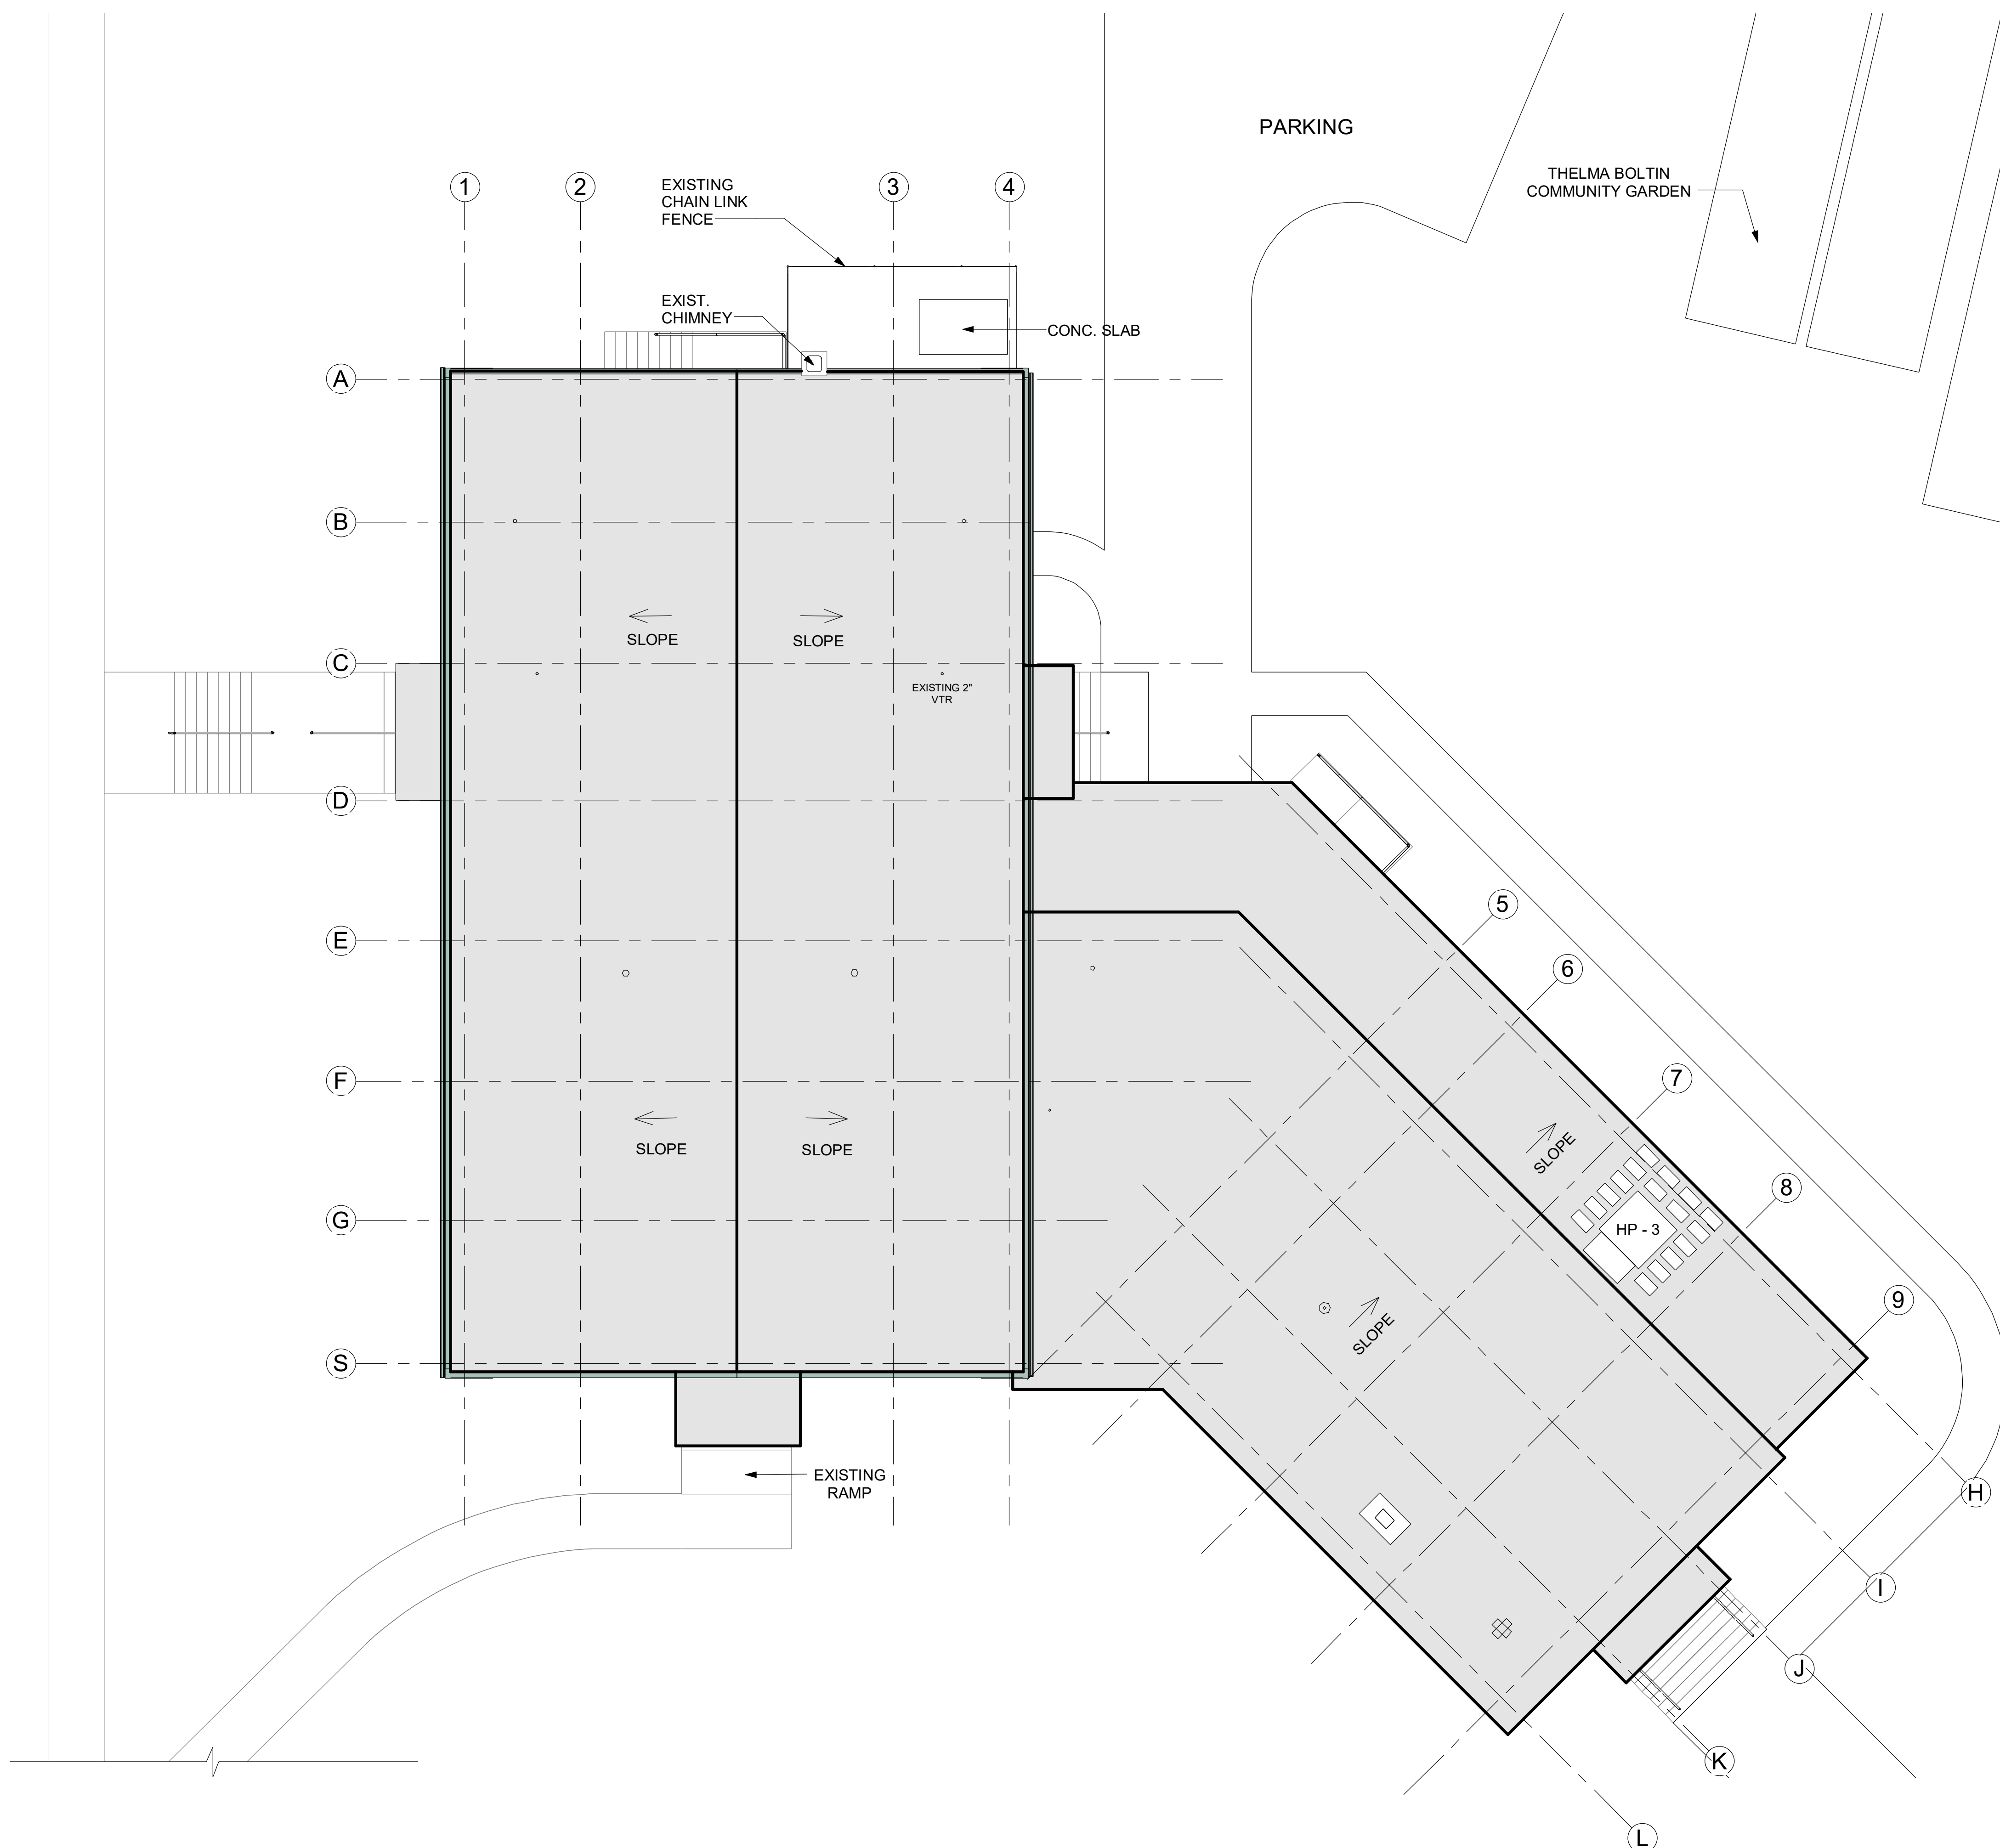 PARKING
THELMA BOLTIN
COMMUNITY GARDEN
1
2
EXISTING
CHAIN LINK
FENCE
3
4
EXIST.
CHIMNEY
CONC. SLAB
A
B
SLOPE
SLOPE
C
EXISTING 2"
VTR
D
5
E
6
F
7
SLOPE
SLOPE
SLOPE
8
G
HP - 3
9
SLOPE
S
EXISTING
RAMP
H
I
J
K
L